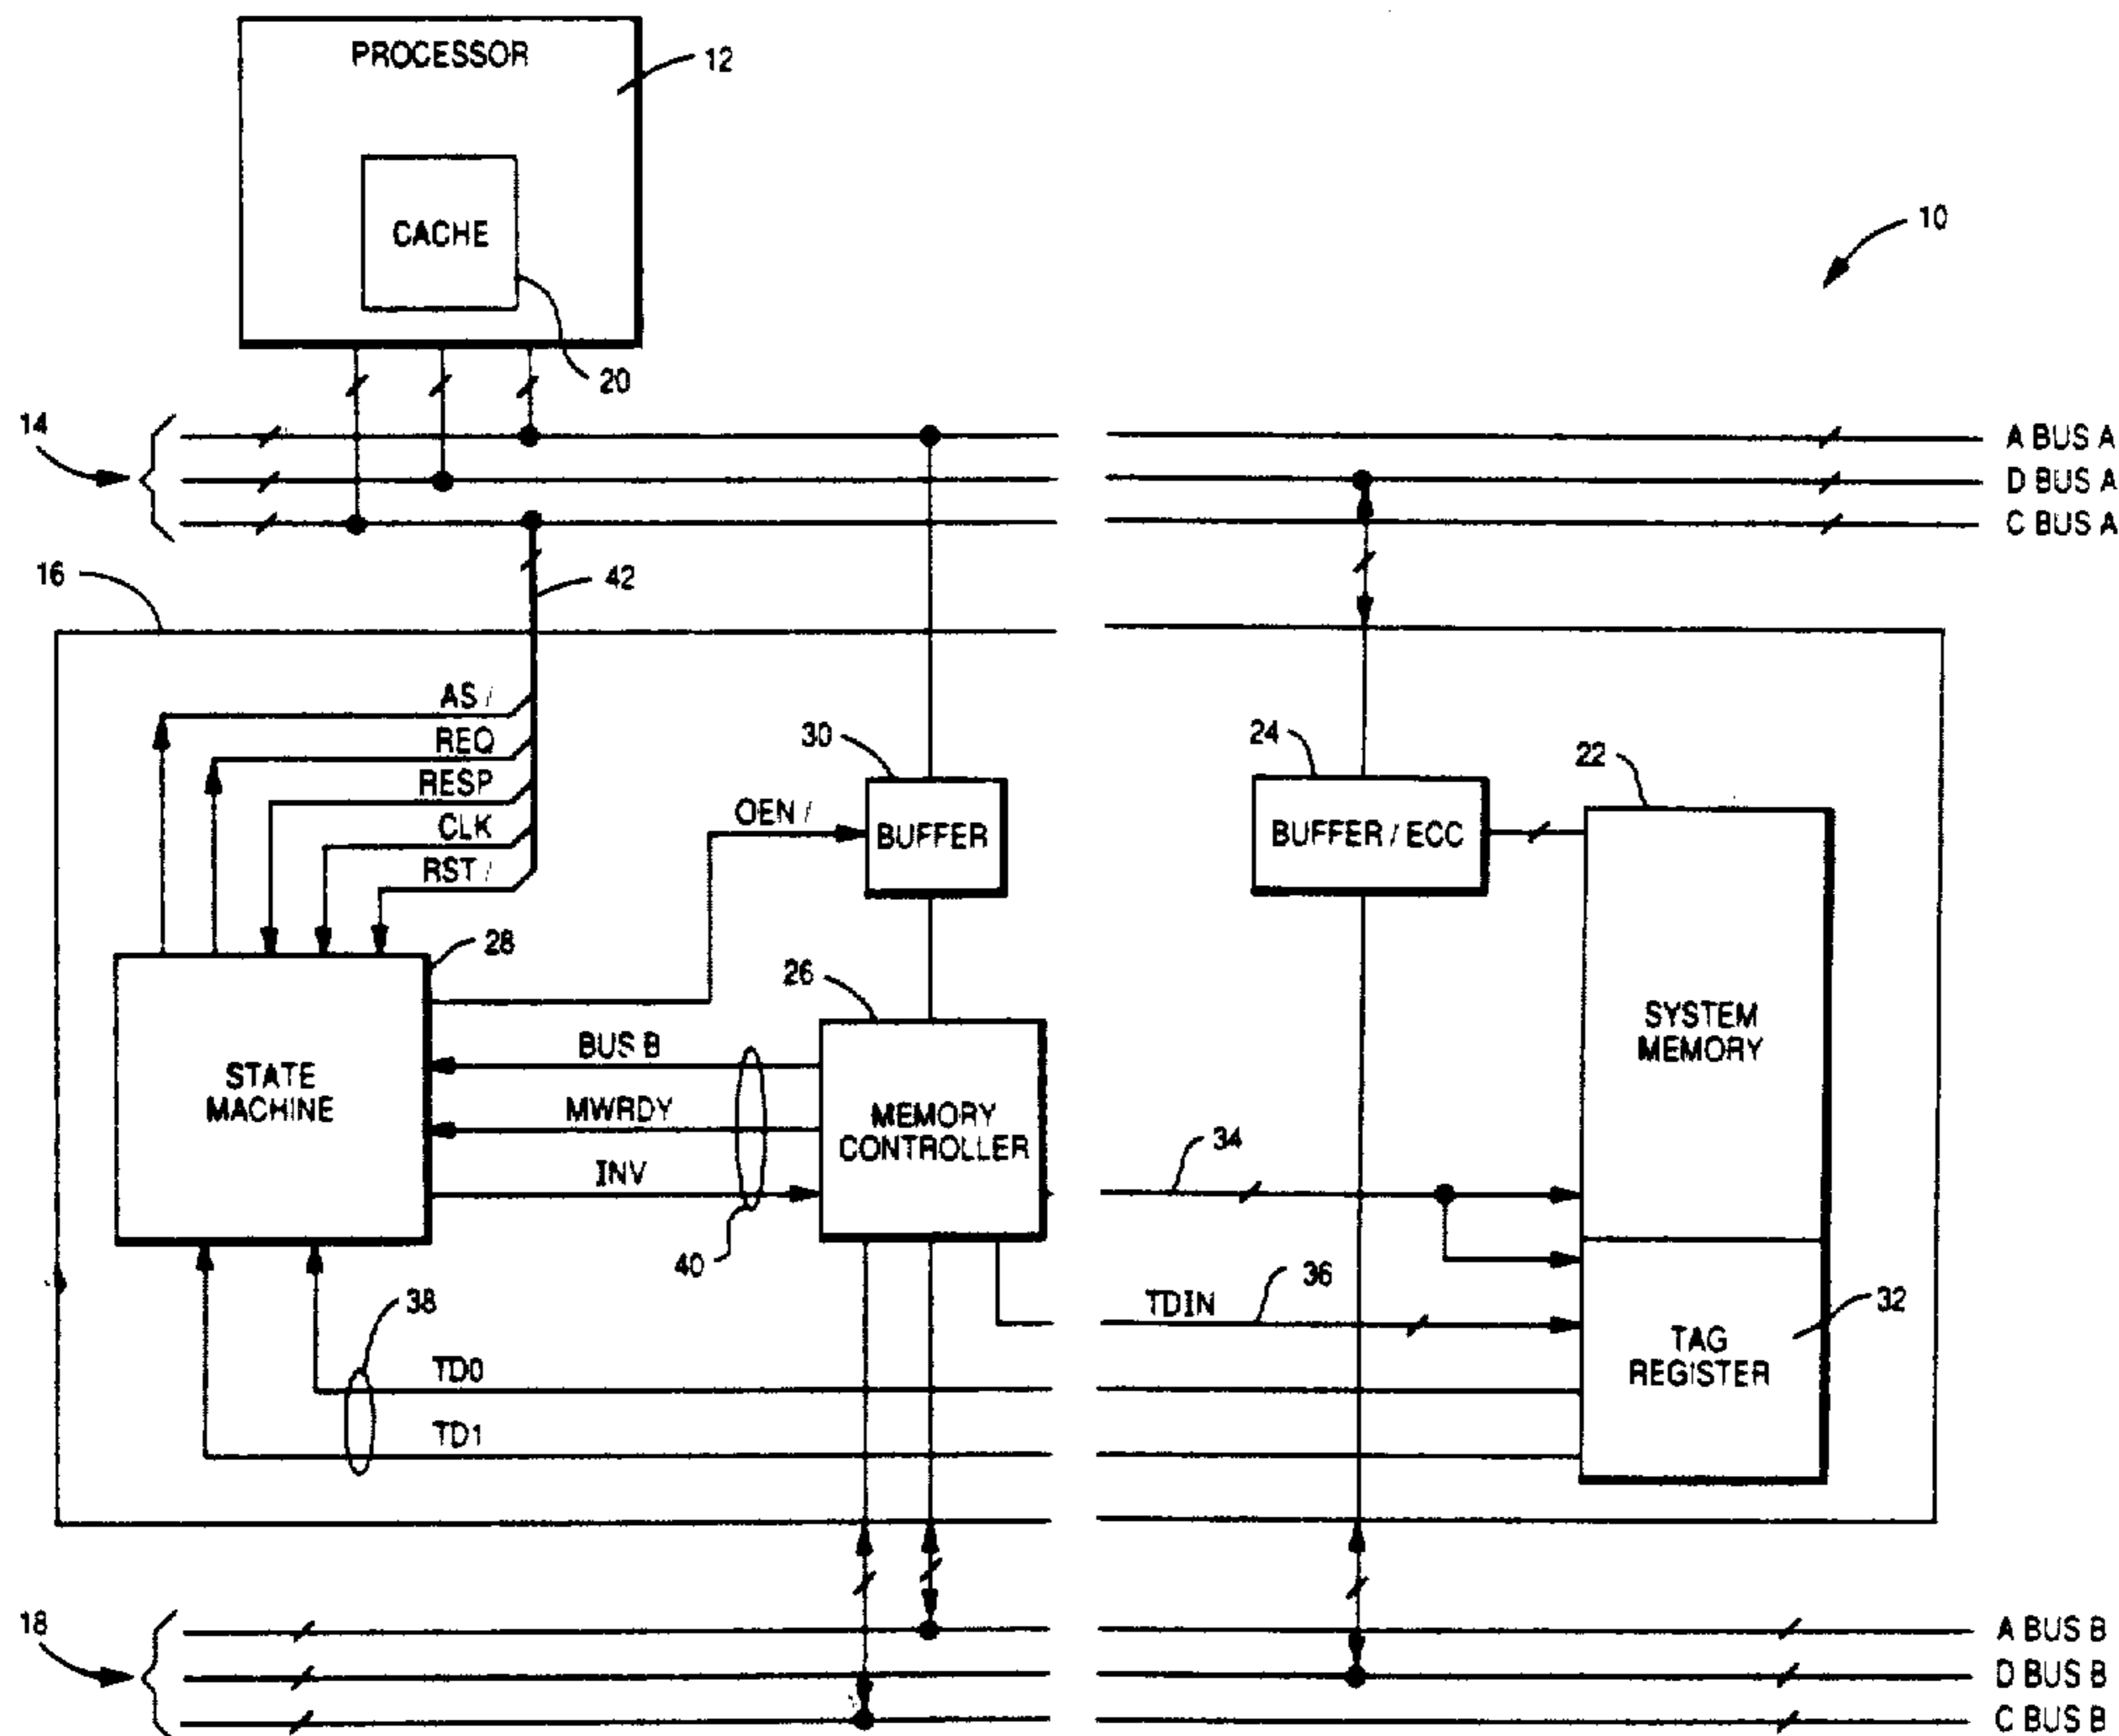 PROCESSOR
12
CACHE
10
20
14
A BUS A
D BUS A
C BUS A
16
42
AS /
REQ
RESP
CLK
RST /
30
24
22
OEN /
BUFFER
BUFFER / ECC
28
26
SYSTEM
MEMORY
BUS B
STATE
MACHINE
MWRDY
MEMORY
CONTROLLER
34
INV
40
36
38
TDIN
32
TAG
REGISTER
TD0
TD1
18
A BUS B
D BUS B
C BUS B